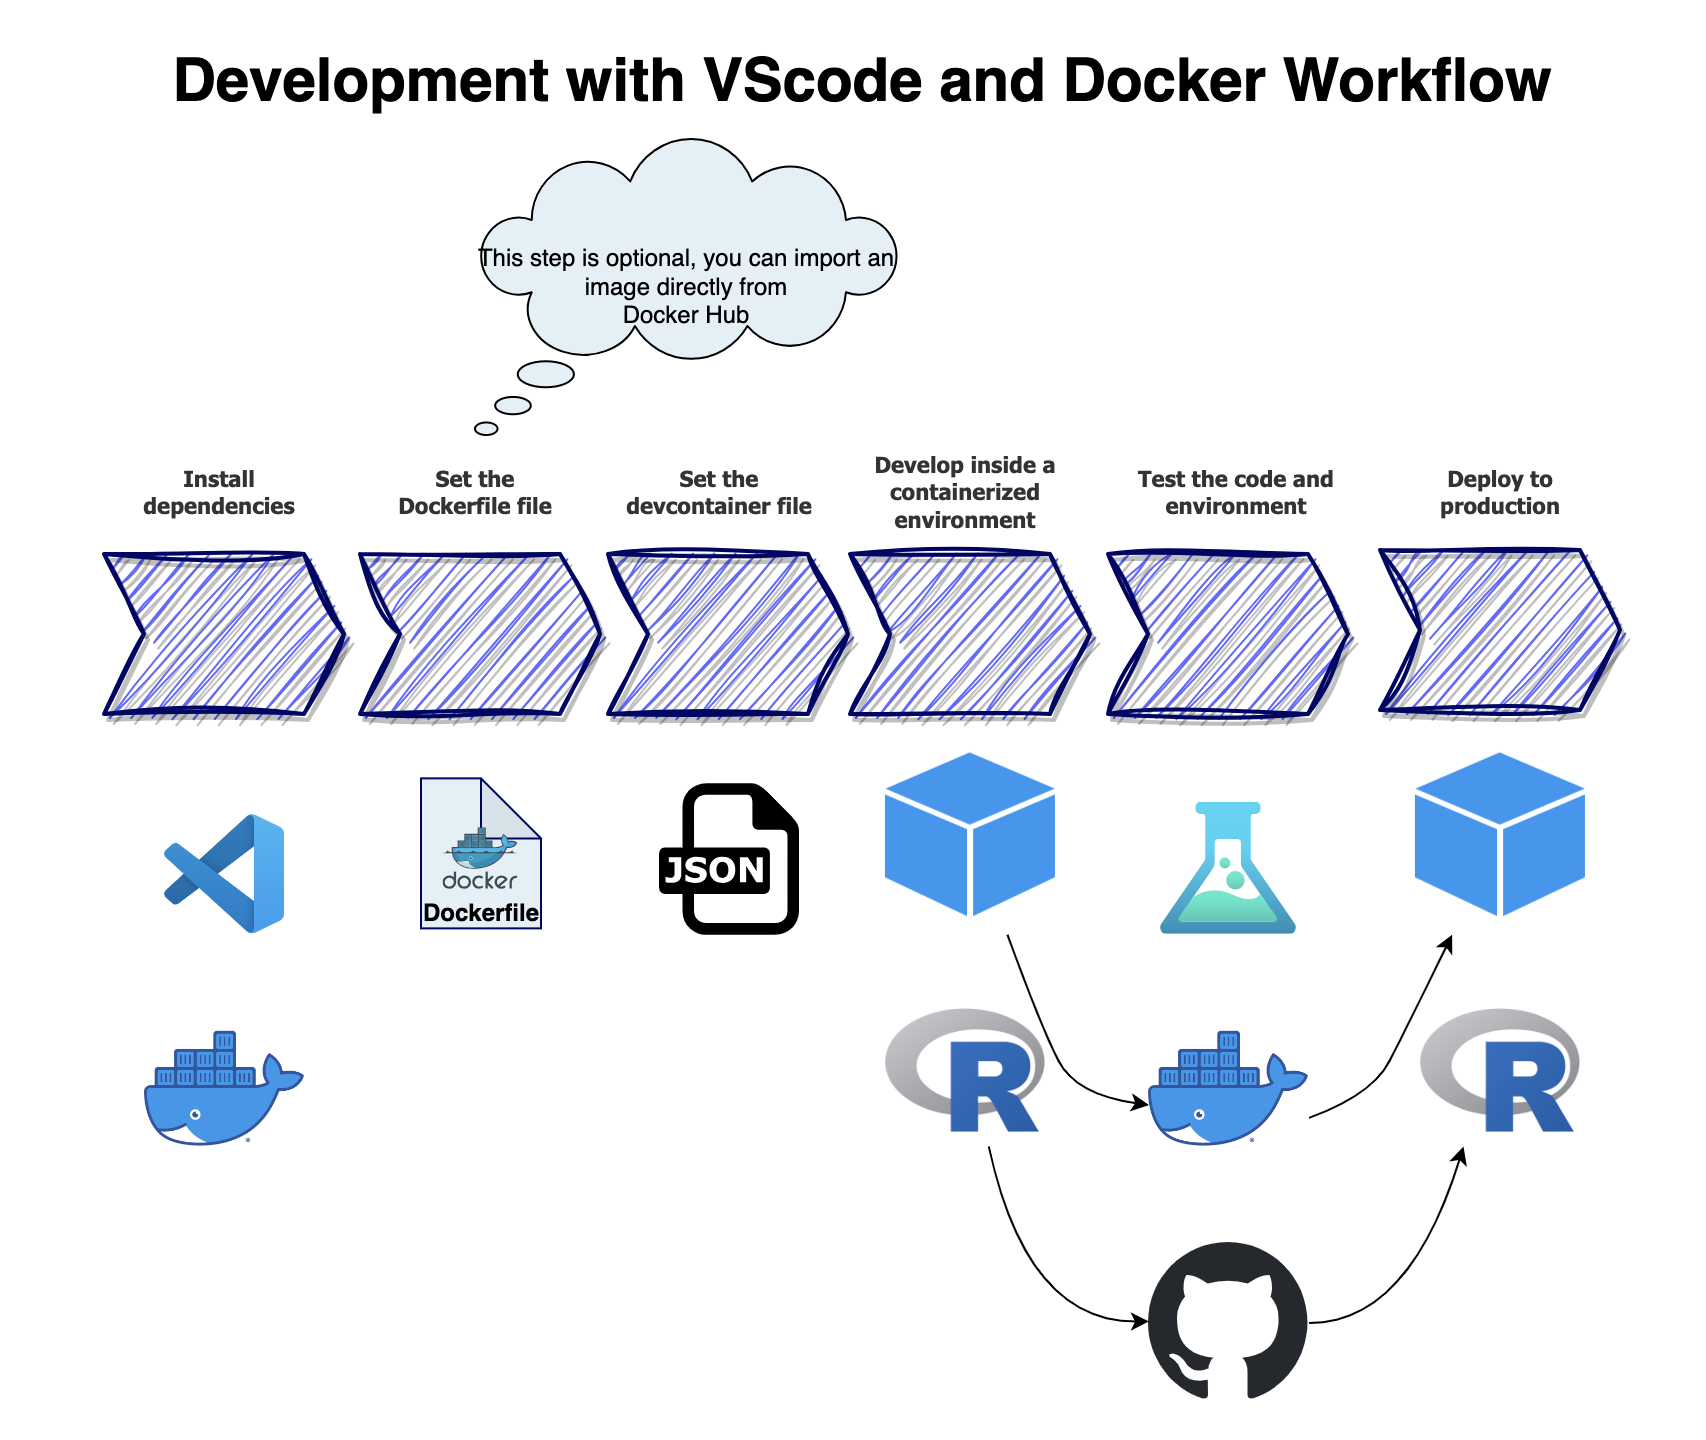 Development with VScode and Docker Workflow
This step is optional, you can import an
image directly from
Docker Hub
Install
dependencies
Set the
Dockerfile file
Set the
devcontainer file
Develop inside a
containerized
environment
Test the code and
environment
Deploy to
production
docker
Dockerfile
JSON
R
R